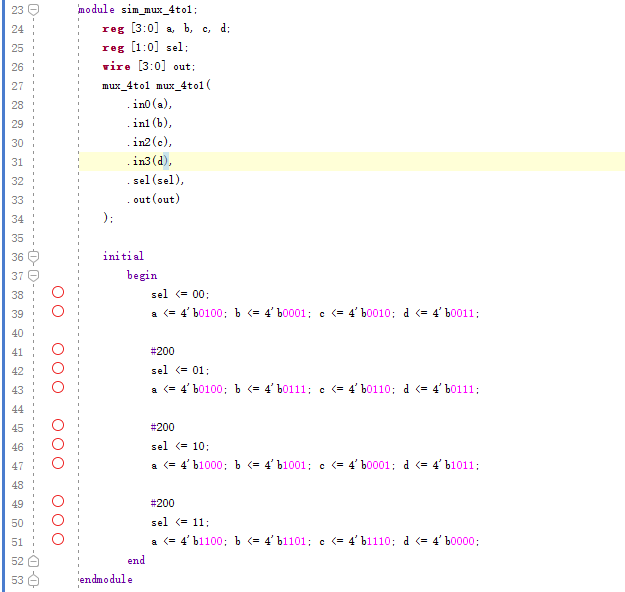 23 module sim_mux_4to1;
24 reg [3:0] a, b, c, d;
25 reg [1:0] sel;
26 wire [3:0] out;
27 mux_4to1 mux_4to1(
28 .in0(a),
29 .in1(b),
30 .in2(c),
31 .in3(d),
32 .sel(sel),
33 .out(out)
34 );
35
36 initial
37 begin
38 sel <= 00;
39 a <= 4'b0100; b <= 4'b0001; c <= 4'b0010; d <= 4'b0011;
40
41 #200
42 sel <= 01;
43 a <= 4'b0100; b <= 4'b0111; c <= 4'b0110; d <= 4'b0111;
44
45 #200
46 sel <= 10;
47 a <= 4'b1000; b <= 4'b1001; c <= 4'b0001; d <= 4'b1011;
48
49 #200
50 sel <= 11;
51 a <= 4'b1100; b <= 4'b1101; c <= 4'b1110; d <= 4'b0000;
52 end
53 endmodule